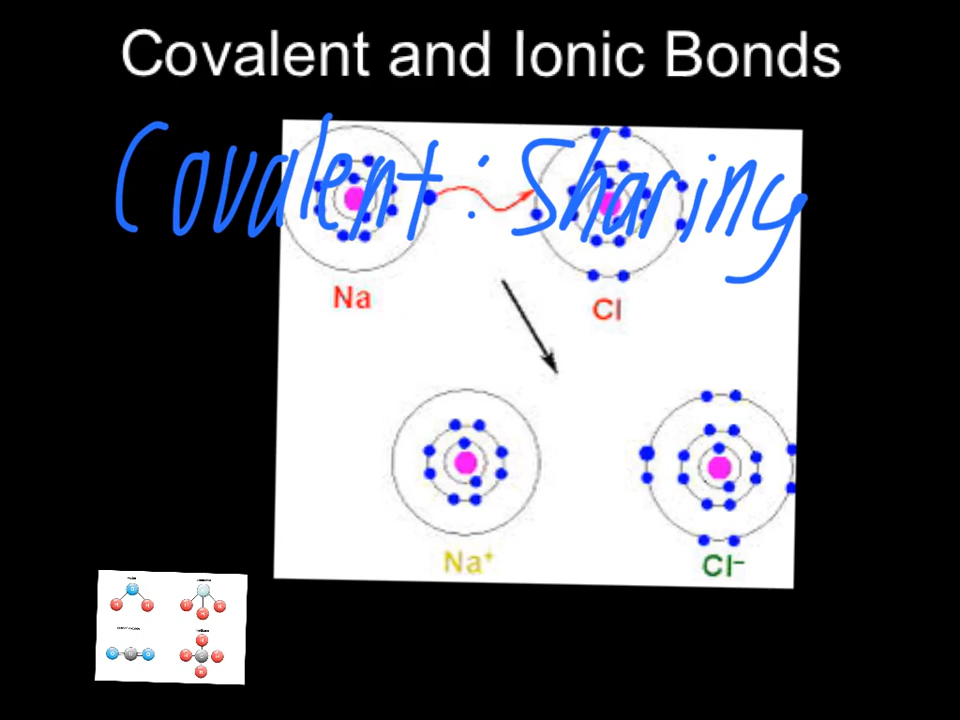 Covalent and Ionic Bonds
Covalent: Sharing
Na
Cl
Na⁺
Cl⁻